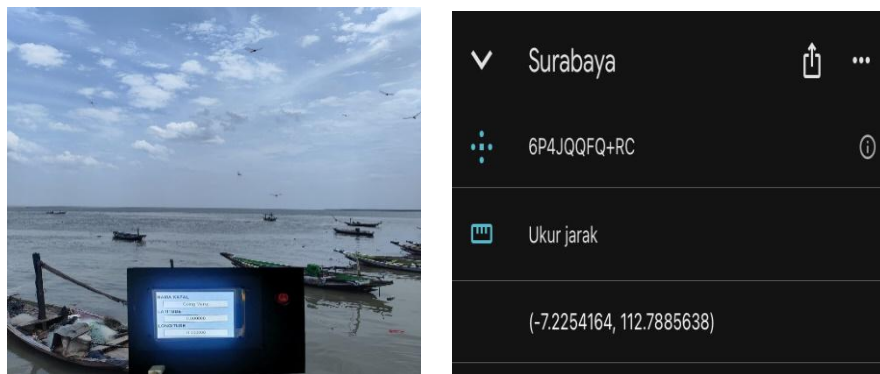 NAMA KAPAL
LATITUDE
LONGITUDE
Surabaya
6P4JQQFQ+RC
Ukur jarak
(-7.2254164, 112.7885638)